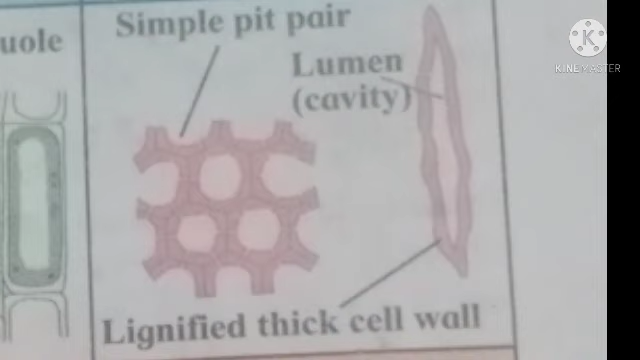 uole
Simple pit pair
Lumen
(cavity)
Lignified thick cell wall
KINEMASTER